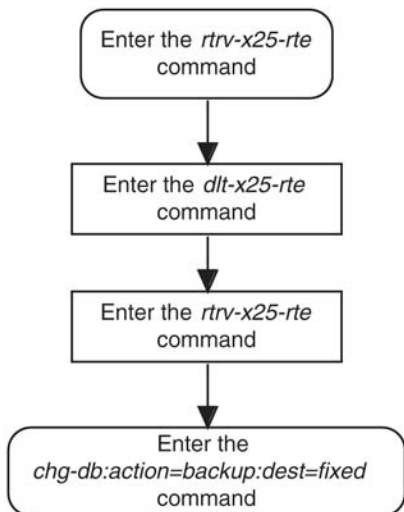 Enter the rtrv-x25-rte
command
Enter the dlt-x25-rte
command
Enter the rtrv-x25-rte
command
Enter the
chg-db:action=backup:dest=fixed
command